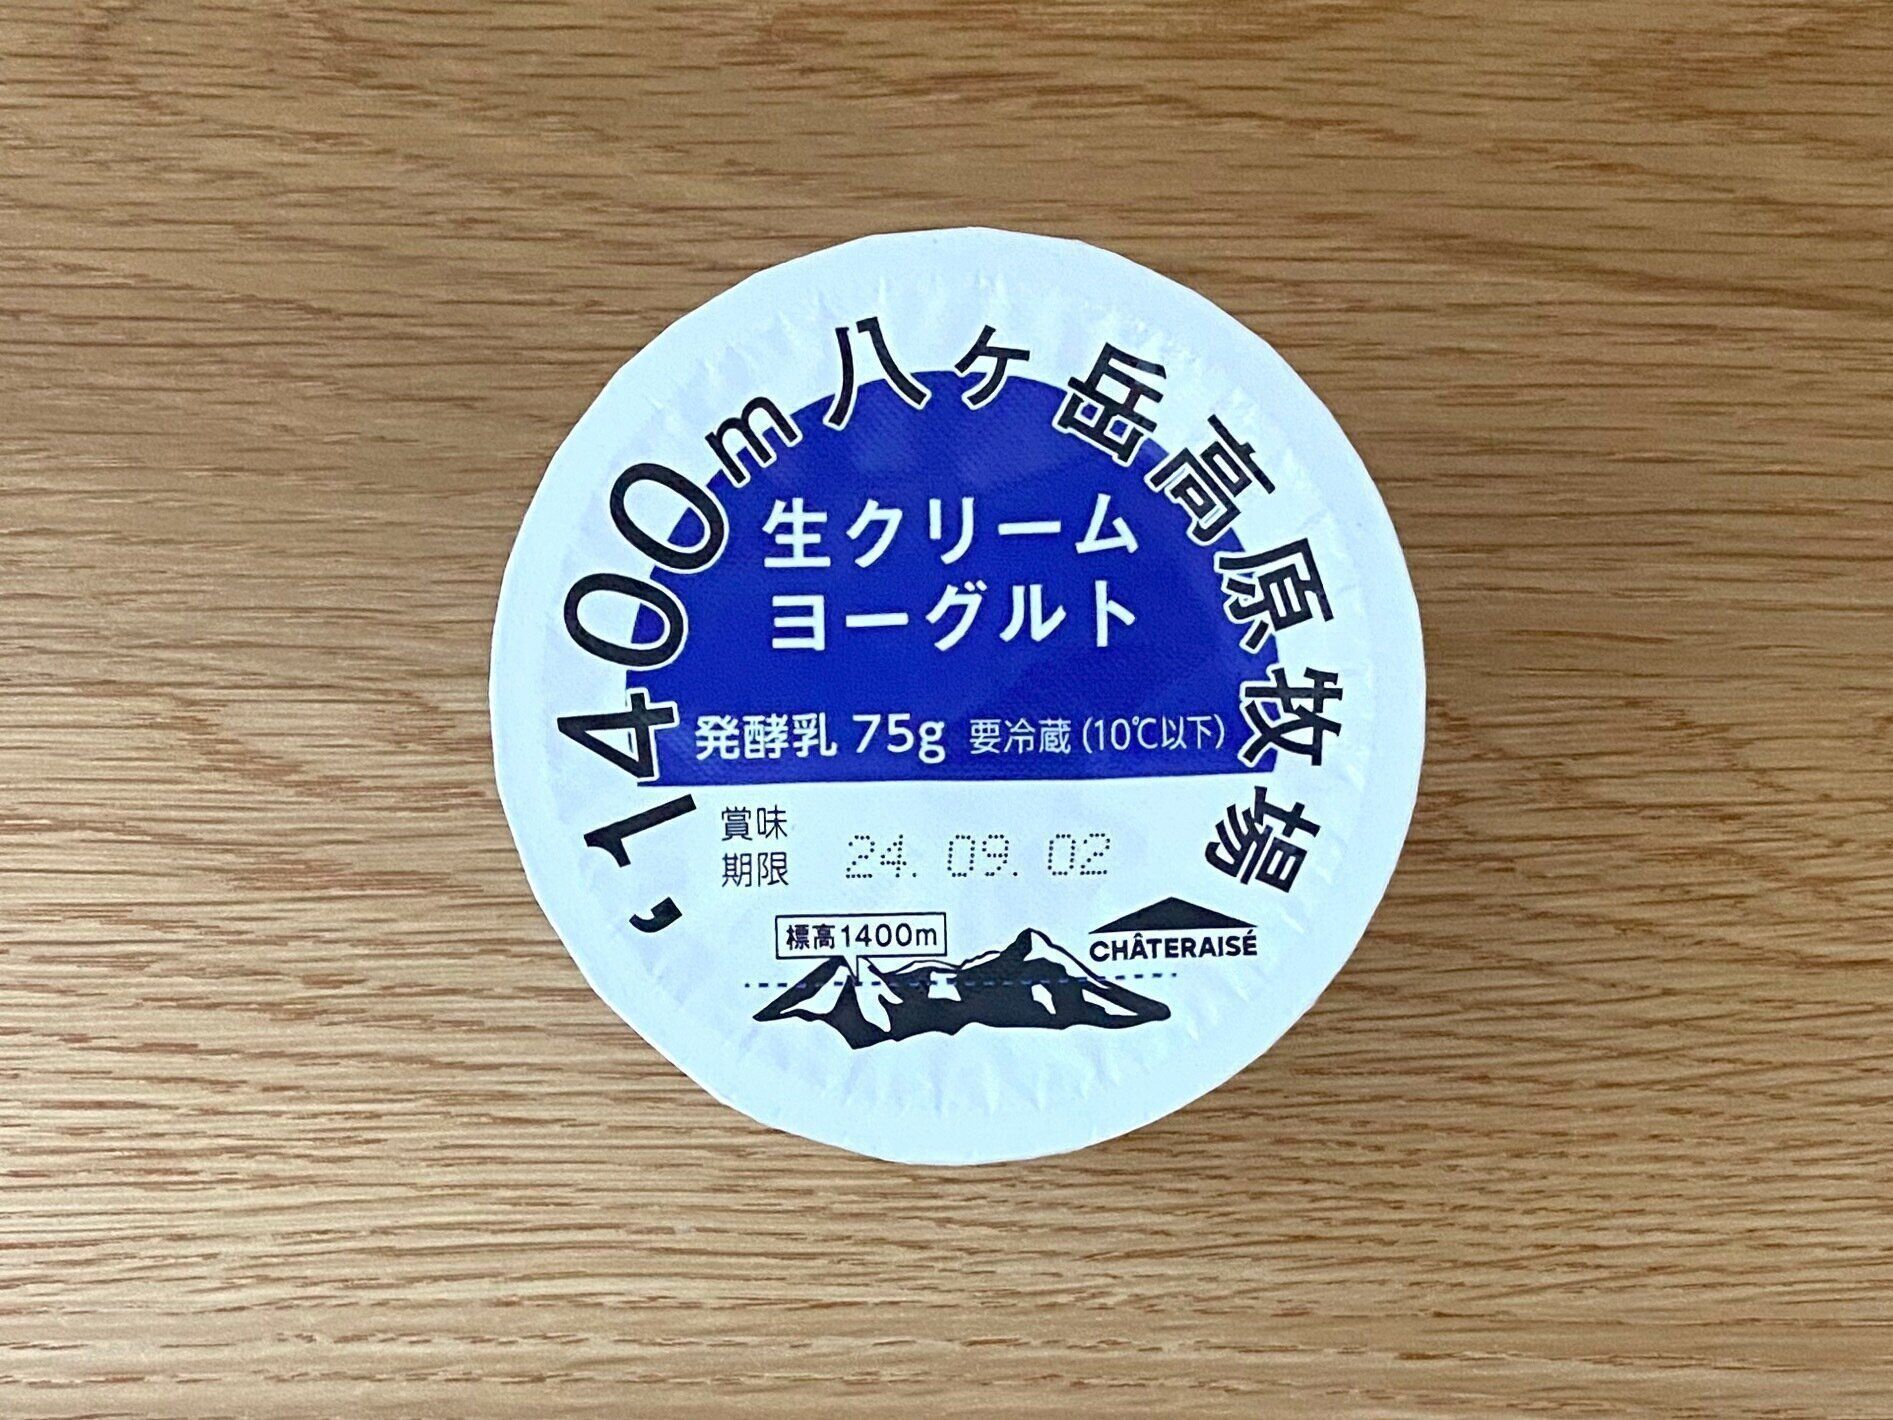 ’1400m八ヶ岳高原牧場
生クリーム
ヨーグルト
発酵乳 75g 要冷蔵 (10℃以下)
賞味
期限
24. 09. 02
標高1400m
CHÂTERAISÉ